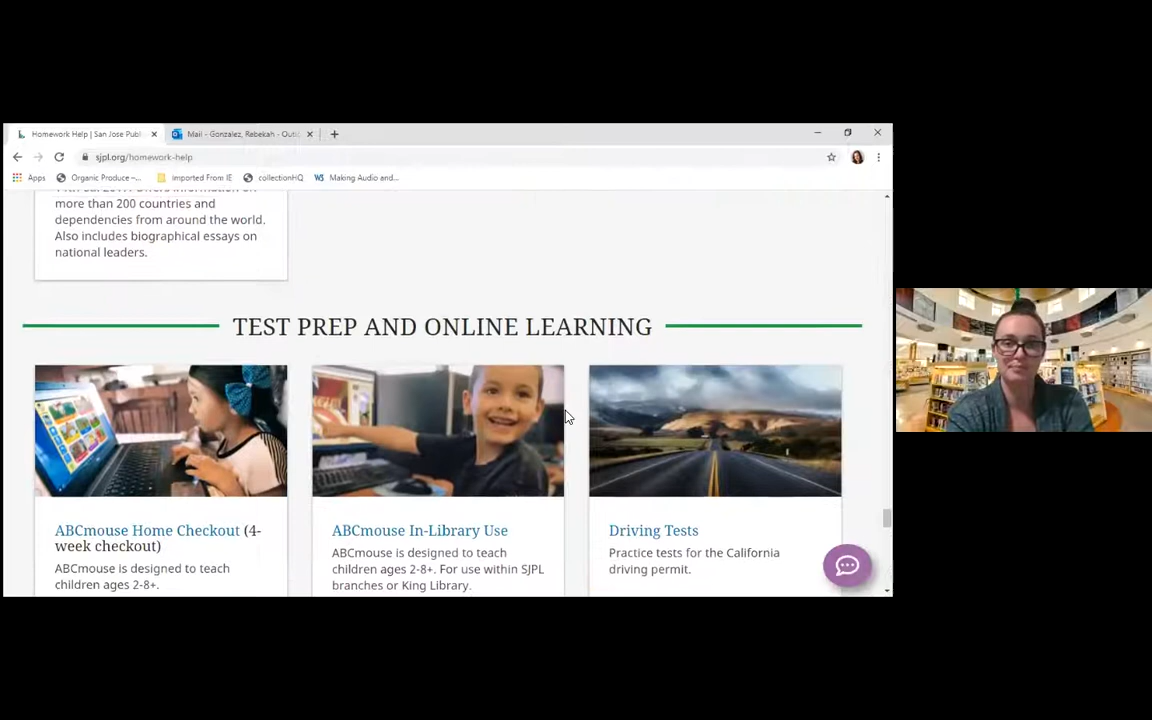 Homework Help | San Jose Publ
Mail - Gonzalez, Rebekah - Outl
sjpl.org/homework-help
Apps
Organic Produce -...
Imported From IE
collectionHQ
Making Audio and...
more than 200 countries and
dependencies from around the world.
Also includes biographical essays on
national leaders.
TEST PREP AND ONLINE LEARNING
ABCmouse Home Checkout (4-
week checkout)
ABCmouse is designed to teach
children ages 2-8+.
ABCmouse In-Library Use
ABCmouse is designed to teach
children ages 2-8+. For use within SJPL
branches or King Library.
Driving Tests
Practice tests for the California
driving permit.